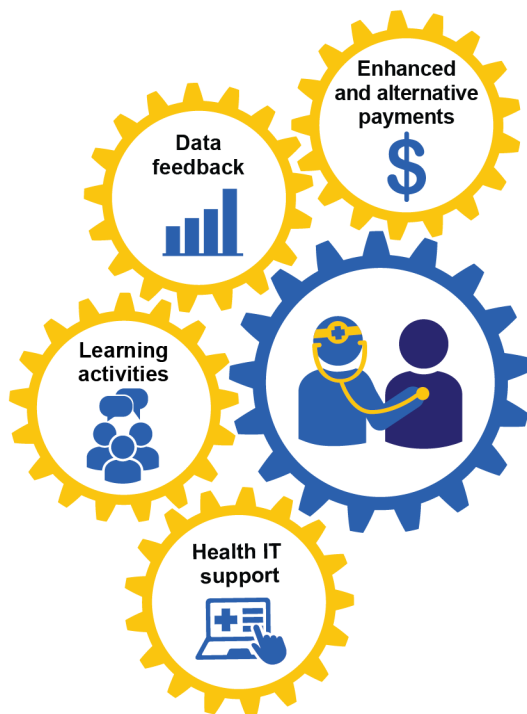 Enhanced
and alternative
payments
$
Data
feedback
Learning
activities
Health IT
support